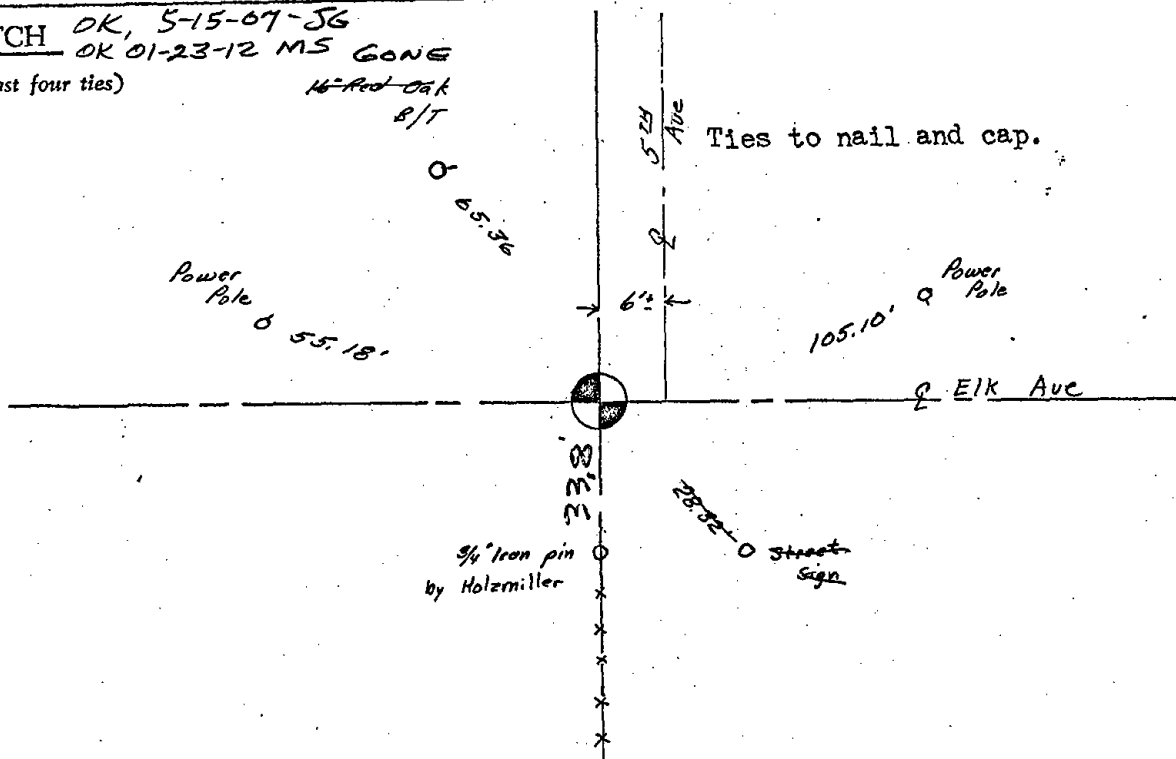 TCH OK, 5-15-07-JG
OK 01-23-12 MS GONE
ast four ties)
16" Red Oak
B/T
65.36
5TH
Ave
Ties to nail and cap.
Power
Pole
55.18'
6'±
105.10'
Power
Pole
℄
℄ Elk Ave
33.8'
28.32'
3/4" Iron pin
by Holzmiller
Street
Sign